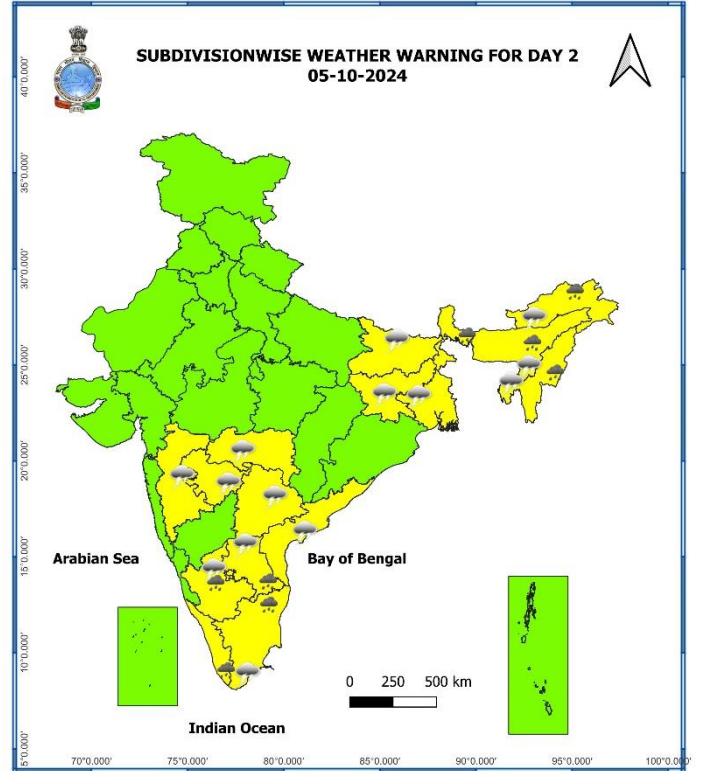 SUBDIVISIONWISE WEATHER WARNING FOR DAY 2
05-10-2024
40°0.000'
35°0.000'
30°0.000'
25°0.000'
20°0.000'
15°0.000'
10°0.000'
5°0.000'
Arabian Sea
Bay of Bengal
0 250 500 km
Indian Ocean
70°0.000' 75°0.000' 80°0.000' 85°0.000' 90°0.000' 95°0.000' 100°0.000'